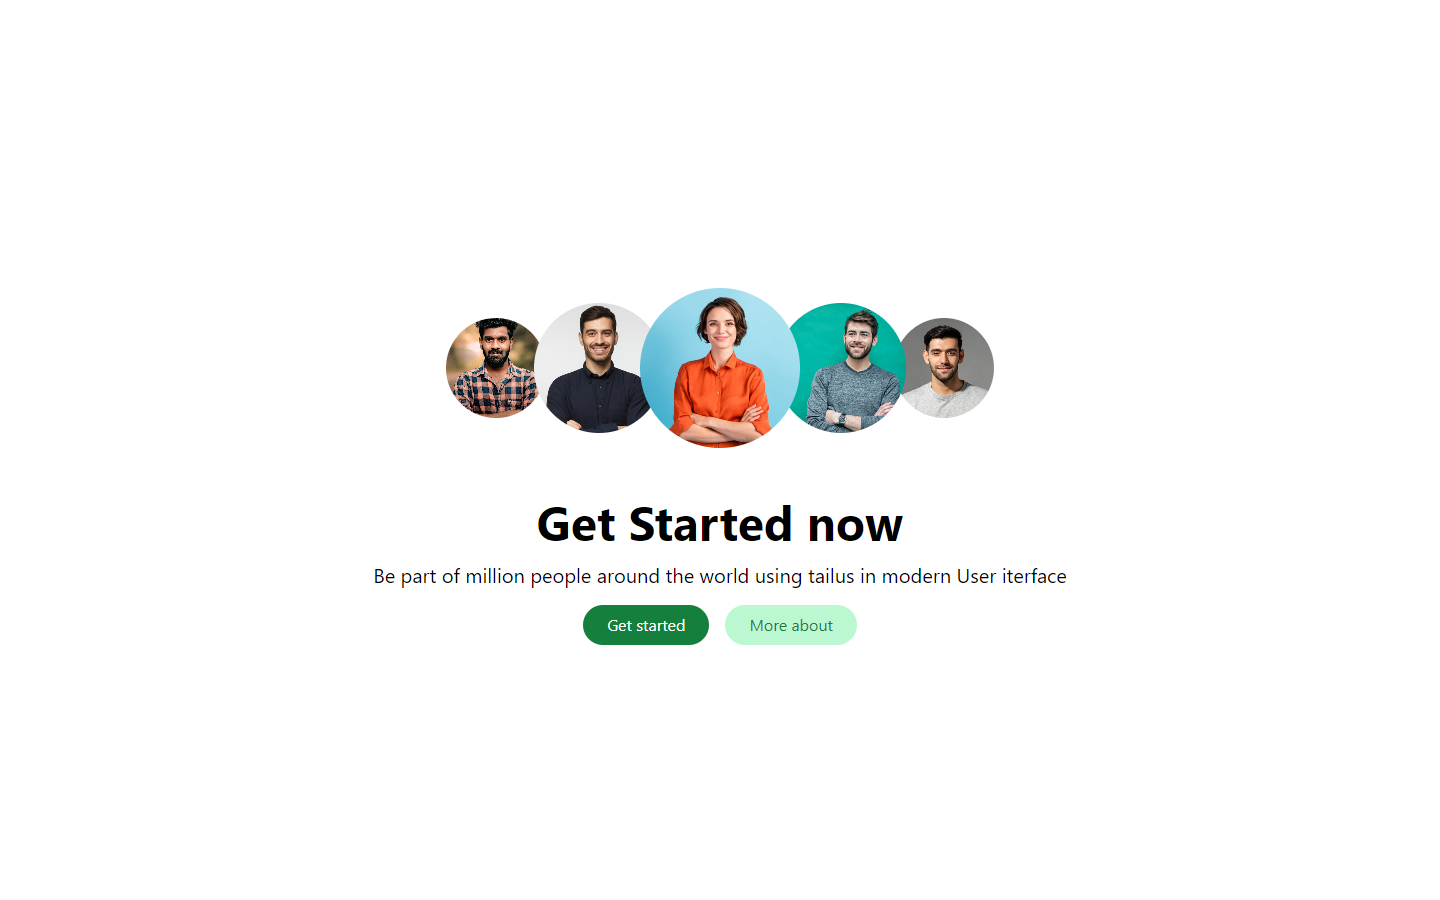 Get Started now
Be part of million people around the world using tailus in modern User iterface
Get started
More about